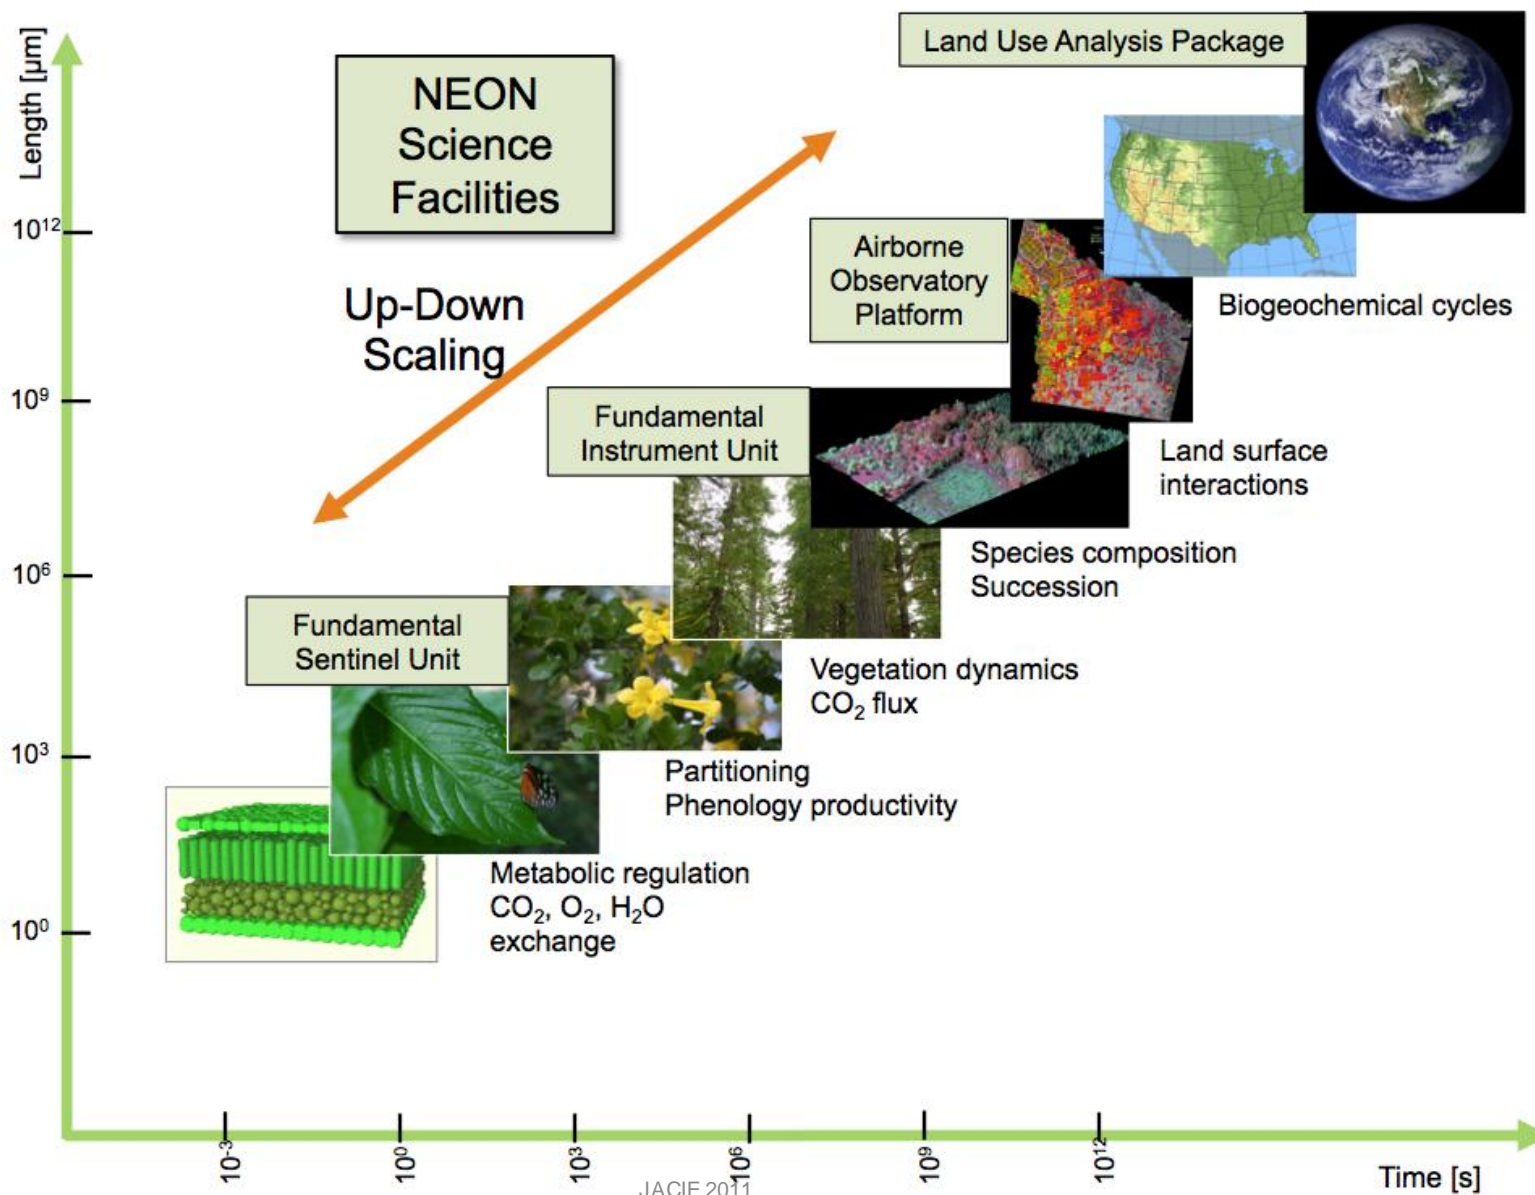 Length [µm]
Land Use Analysis Package
NEON
Science
Facilities
10¹²
Airborne
Observatory
Platform
Up-Down
Scaling
Biogeochemical cycles
10⁹
Fundamental
Instrument Unit
Land surface
interactions
Species composition
Succession
10⁶
Fundamental
Sentinel Unit
Vegetation dynamics
CO₂ flux
10³
Partitioning
Phenology productivity
Metabolic regulation
CO₂, O₂, H₂O
exchange
10⁰
10⁻³
10⁰
10³
10⁶
10⁹
10¹²
Time [s]
JACIE 2011